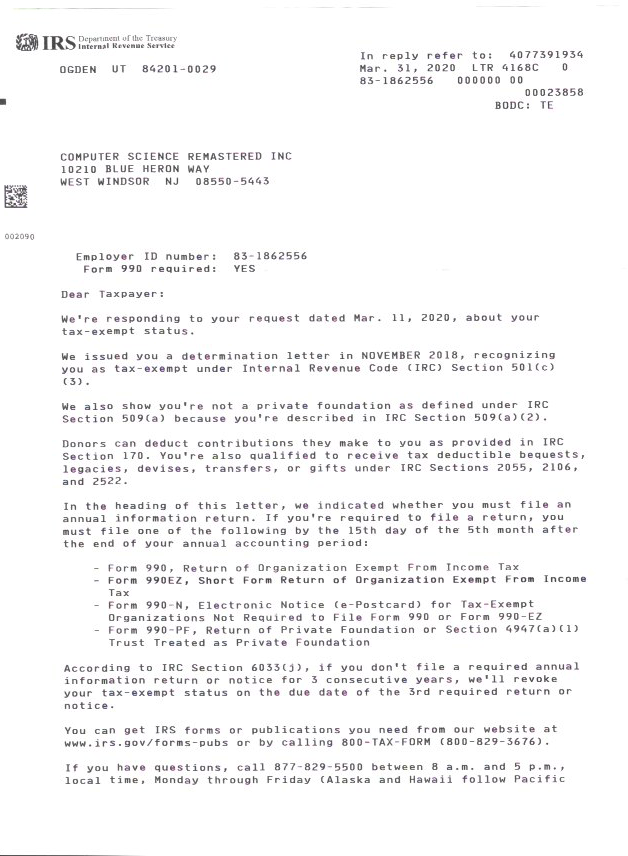 IRS Department of the Treasury
Internal Revenue Service
OGDEN UT 84201-0029
In reply refer to: 4077391934
Mar. 31, 2020 LTR 4168C 0
83-1862556 000000 00
00023858
BODC: TE
COMPUTER SCIENCE REMASTERED INC
10210 BLUE HERON WAY
WEST WINDSOR NJ 08550-5443
002090
Employer ID number: 83-1862556
Form 990 required: YES
Dear Taxpayer:
We're responding to your request dated Mar. 11, 2020, about your
tax-exempt status.
We issued you a determination letter in NOVEMBER 2018, recognizing
you as tax-exempt under Internal Revenue Code (IRC) Section 501(c)
(3).
We also show you're not a private foundation as defined under IRC
Section 509(a) because you're described in IRC Section 509(a)(2).
Donors can deduct contributions they make to you as provided in IRC
Section 170. You're also qualified to receive tax deductible bequests,
legacies, devises, transfers, or gifts under IRC Sections 2055, 2106,
and 2522.
In the heading of this letter, we indicated whether you must file an
annual information return. If you're required to file a return, you
must file one of the following by the 15th day of the 5th month after
the end of your annual accounting period:
- Form 990, Return of Organization Exempt From Income Tax
- Form 990EZ, Short Form Return of Organization Exempt From Income
Tax
- Form 990-N, Electronic Notice (e-Postcard) for Tax-Exempt
Organizations Not Required to File Form 990 or Form 990-EZ
- Form 990-PF, Return of Private Foundation or Section 4947(a)(1)
Trust Treated as Private Foundation
According to IRC Section 6033(j), if you don't file a required annual
information return or notice for 3 consecutive years, we'll revoke
your tax-exempt status on the due date of the 3rd required return or
notice.
You can get IRS forms or publications you need from our website at
www.irs.gov/forms-pubs or by calling 800-TAX-FORM (800-829-3676).
If you have questions, call 877-829-5500 between 8 a.m. and 5 p.m.,
local time, Monday through Friday (Alaska and Hawaii follow Pacific